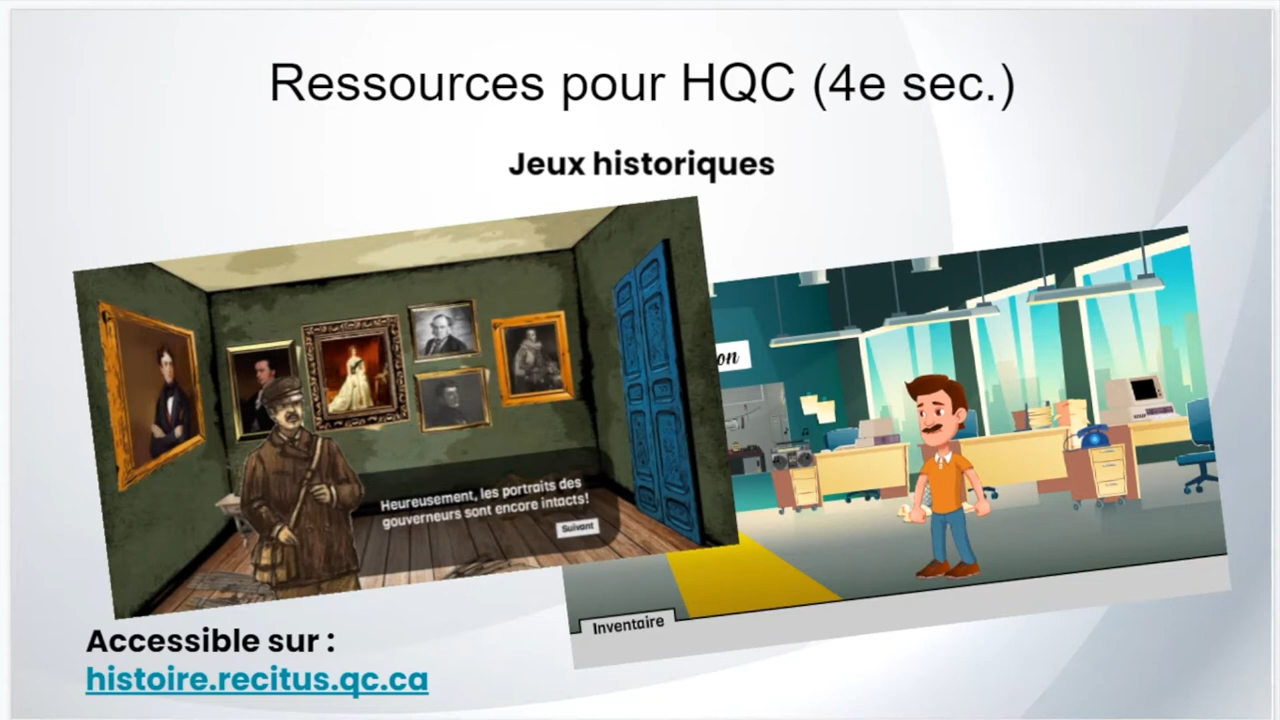 Ressources pour HQC (4e sec.)
Jeux historiques
on
Heureusement, les portraits des
gouverneurs sont encore intacts!
Suivant
Inventaire
Accessible sur :
histoire.recitus.qc.ca